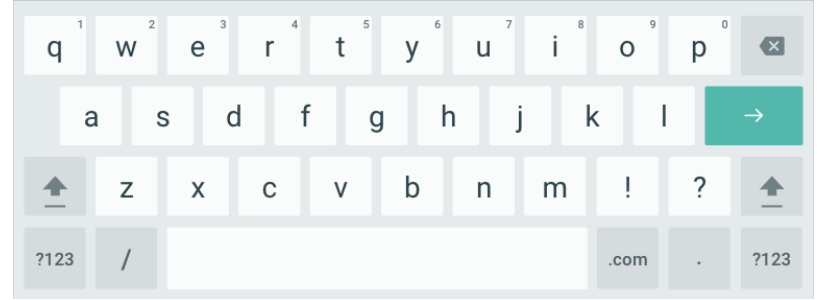 q 1 w 2 e 3 r 4 t 5 y 6 u 7 i 8 o 9 p 0
a s d f g h j k l
z x c v b n m ! ?
?123 / .com . ?123